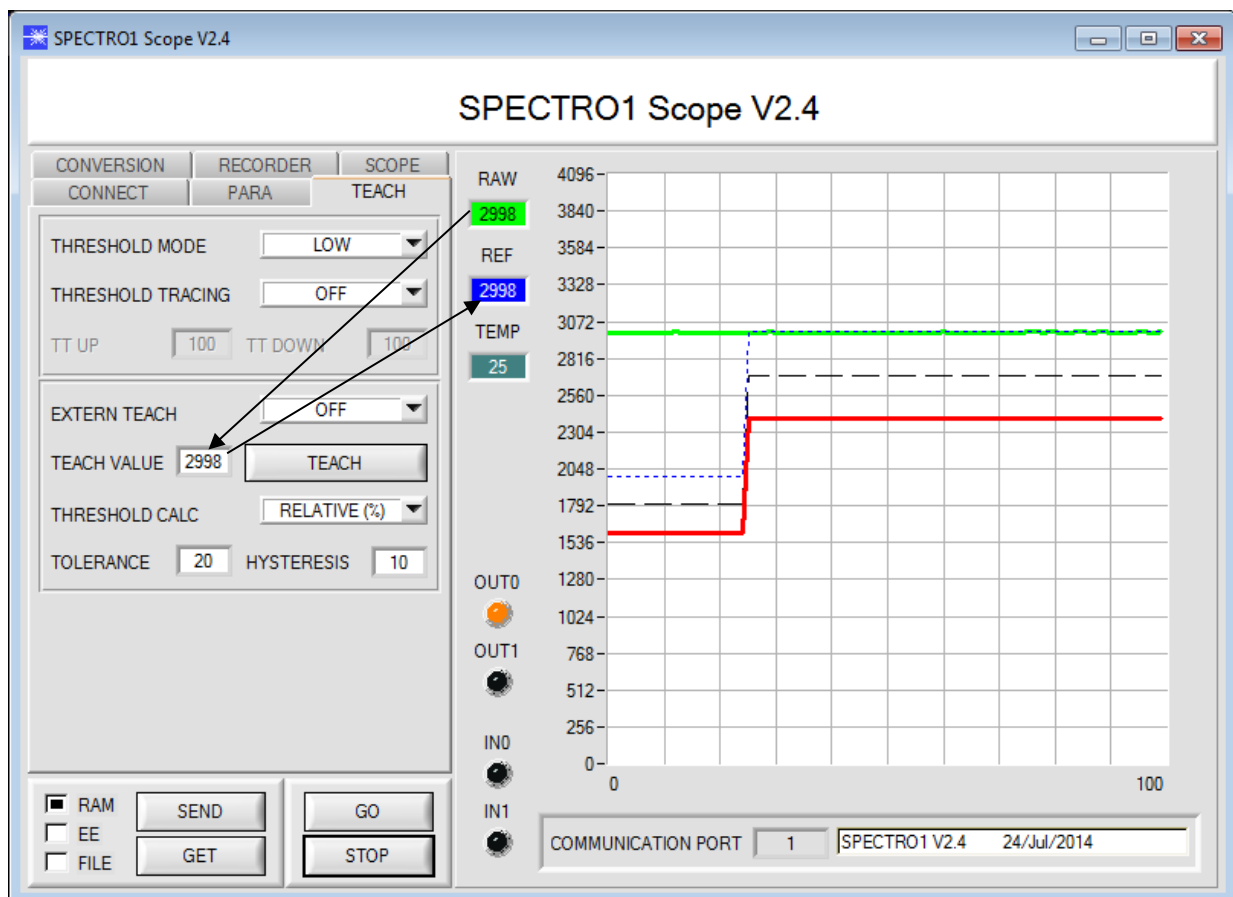 SPECTRO1 Scope V2.4
SPECTRO1 Scope V2.4
CONVERSION RECORDER SCOPE
CONNECT PARA TEACH
THRESHOLD MODE LOW
THRESHOLD TRACING OFF
TT UP 100 TT DOWN 100
EXTERN TEACH OFF
TEACH VALUE 2998 TEACH
THRESHOLD CALC RELATIVE (%)
TOLERANCE 20 HYSTERESIS 10
RAM
EE
FILE
SEND
GET
GO
STOP
RAW
2998
REF
2998
TEMP
25
OUT0
OUT1
IN0
IN1
4096
3840
3584
3328
3072
2816
2560
2304
2048
1792
1536
1280
1024
768
512
256
0
0 100
COMMUNICATION PORT 1 SPECTRO1 V2.4 24/Jul/2014